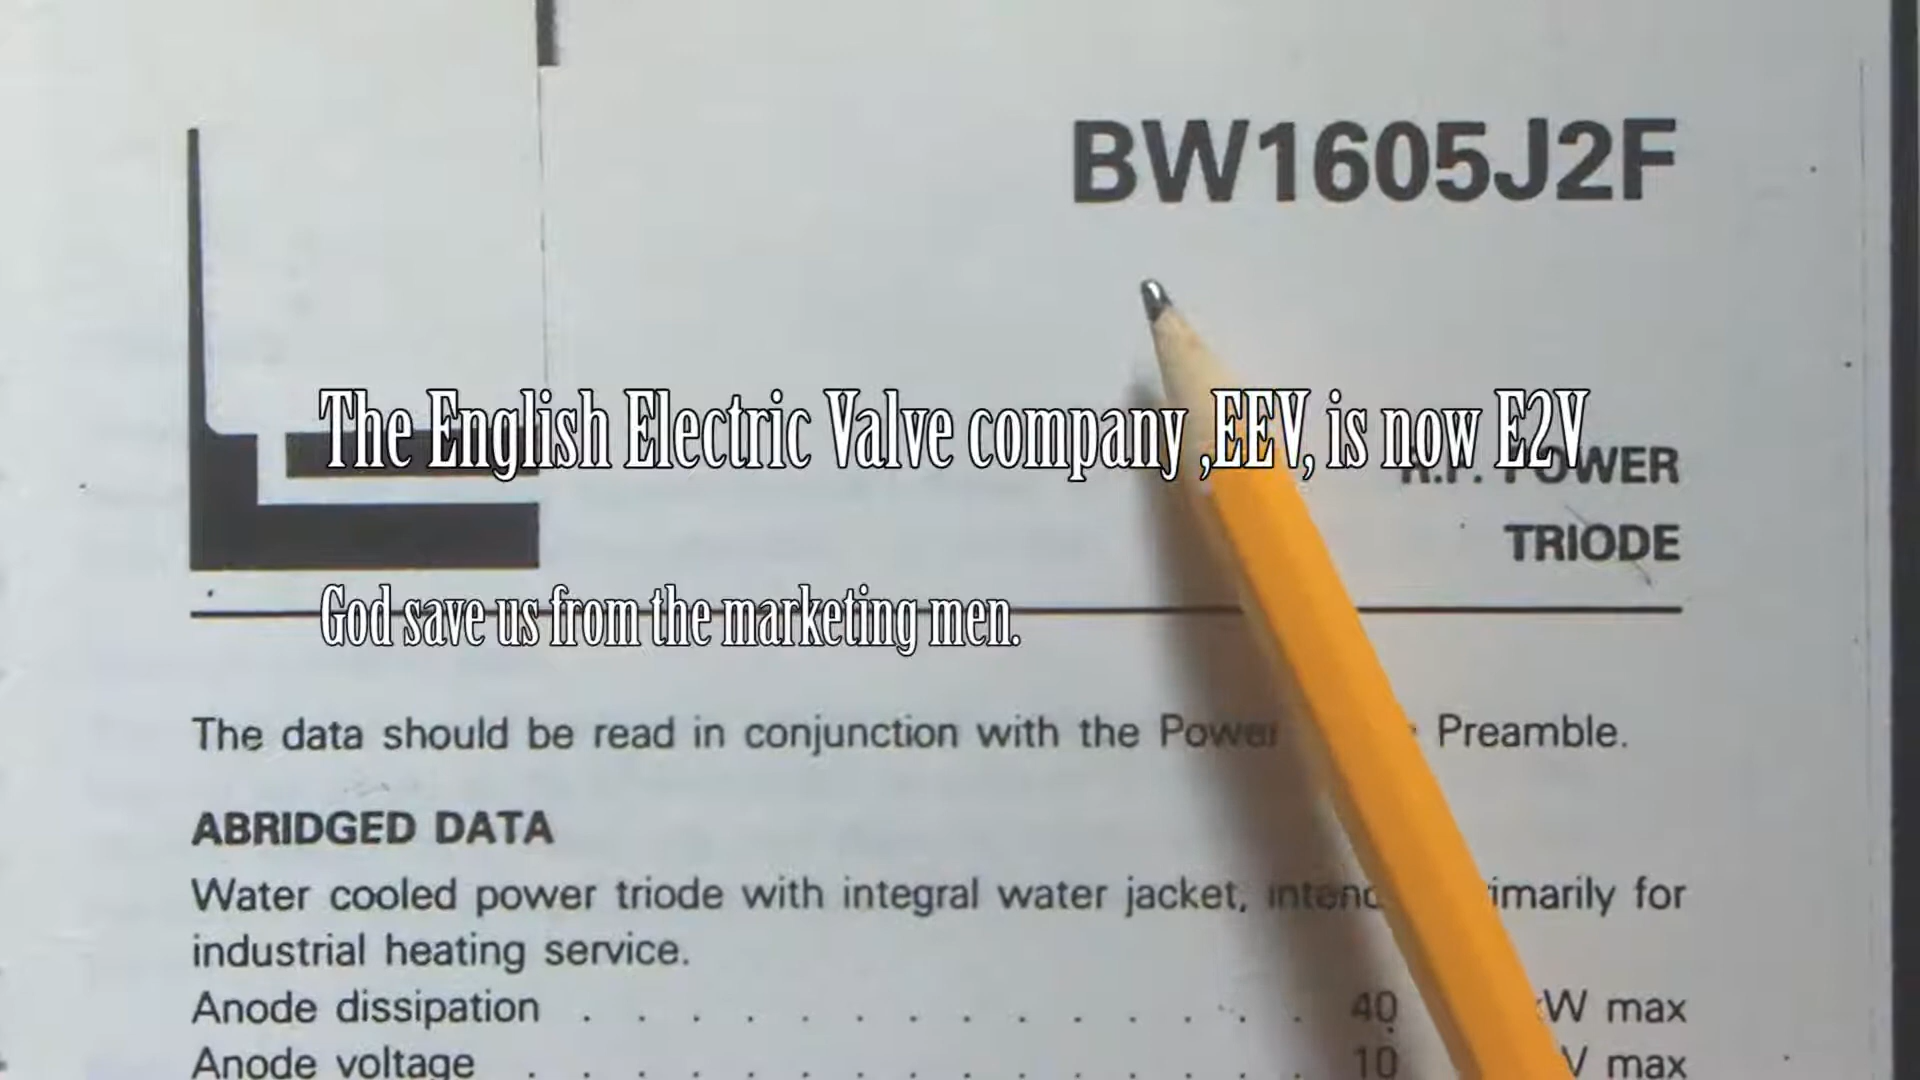 BW1605J2F
The English Electric Valve company ,EEV, is now E2V
POWER
TRIODE
God save us from the marketing men.
The data should be read in conjunction with the Power Preamble.
ABRIDGED DATA
Water cooled power triode with integral water jacket, for
industrial heating service.
Anode dissipation . . . . . . . . . . . . . . 40 kW max
Anode voltage . . . . . . . . . . . . . . . 10 max